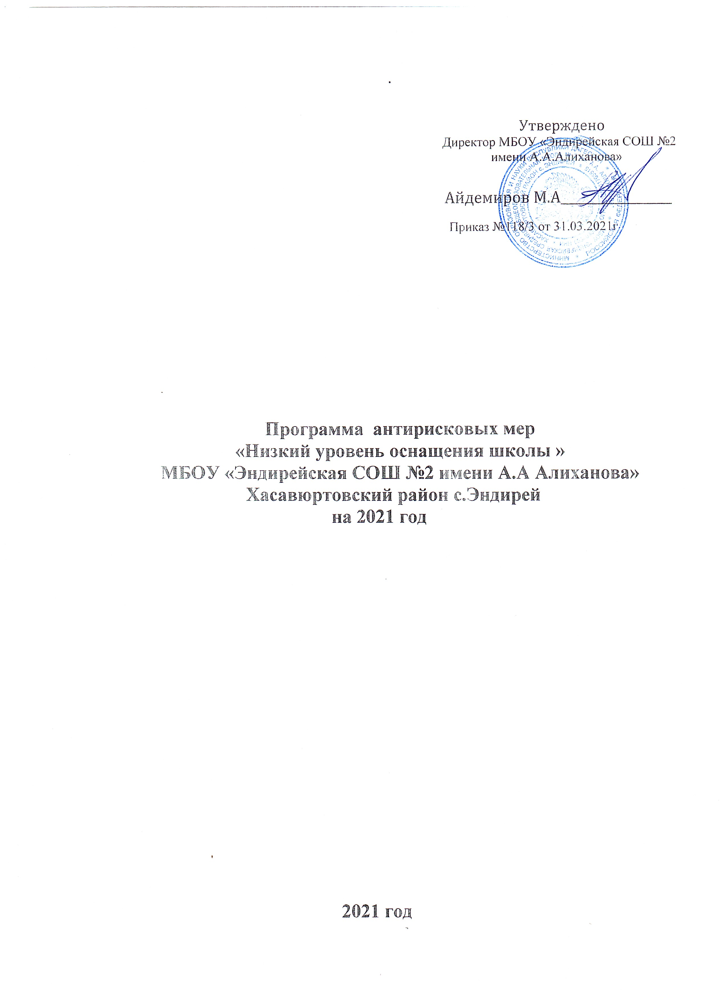 Утверждено
Директор МБОУ «Эндирейская СОШ №2
имени А.А.Алиханова»
Айдемиров М.А_______________
Приказ №118/3 от 31.03.2021г.
Программа антирисковых мер
«Низкий уровень оснащения школы »
МБОУ «Эндирейская СОШ №2 имени А.А Алиханова»
Хасавюртовский район с.Эндирей
на 2021 год
2021 год